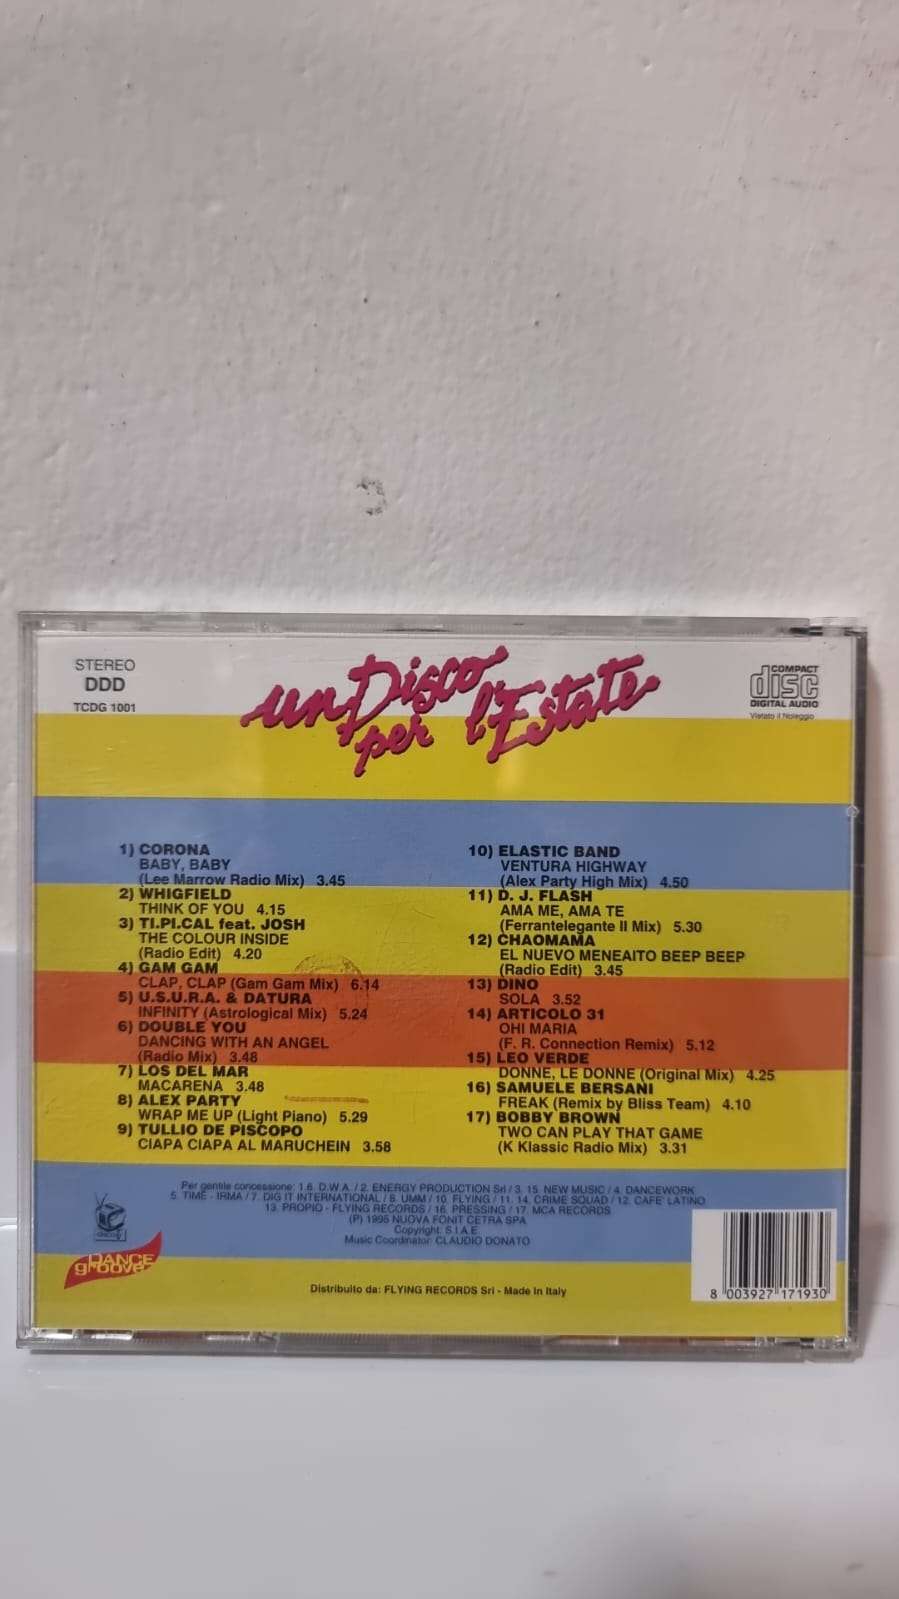 STEREO
DDD
TCDG 1001
un Disco
per l'Estate
COMPACT
disc
DIGITAL AUDIO
Vietato il Noleggio
1) CORONA
BABY, BABY
(Lee Marrow Radio Mix) 3.45
2) WHIGFIELD
THINK OF YOU 4.15
3) TI.PI.CAL feat. JOSH
THE COLOUR INSIDE
(Radio Edit) 4.20
4) GAM GAM
CLAP, CLAP (Gam Gam Mix) 6.14
5) U.S.U.R.A. & DATURA
INFINITY (Astrological Mix) 5.24
6) DOUBLE YOU
DANCING WITH AN ANGEL
(Radio Mix) 3.48
7) LOS DEL MAR
MACARENA 3.48
8) ALEX PARTY
WRAP ME UP (Light Piano) 5.29
9) TULLIO DE PISCOPO
CIAPA CIAPA AL MARUCHEIN 3.58
10) ELASTIC BAND
VENTURA HIGHWAY
(Alex Party High Mix) 4.50
11) D. J. FLASH
AMA ME, AMA TE
(Ferrantelegante II Mix) 5.30
12) CHAOMAMA
EL NUEVO MENEAITO BEEP BEEP
(Radio Edit) 3.45
13) DINO
SOLA 3.52
14) ARTICOLO 31
OHI MARIA
(F. R. Connection Remix) 5.12
15) LEO VERDE
DONNE, LE DONNE (Original Mix) 4.25
16) SAMUELE BERSANI
FREAK (Remix by Bliss Team) 4.10
17) BOBBY BROWN
TWO CAN PLAY THAT GAME
(K Klassic Radio Mix) 3.31
Per gentile concessione: 1.6. D.W.A. / 2. ENERGY PRODUCTION Srl / 3. 15. NEW MUSIC / 4. DANCEWORK
5. TIME - IRMA / 7. DIG IT INTERNATIONAL / 8. UMM / 10. FLYING / 11. 14. CRIME SQUAD / 12. CAFE' LATINO
13. PROPIO - FLYING RECORDS / 16. PRESSING / 17. MCA RECORDS
(P) 1995 NUOVA FONIT CETRA SPA
Copyright: S.I.A.E.
Music Coordinator: CLAUDIO DONATO
DANCE
groove
Distribuito da: FLYING RECORDS Srl - Made in Italy
8 003927 171930